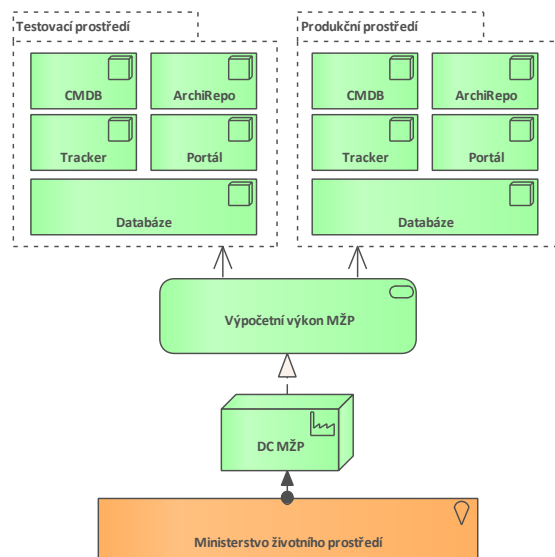 Testovací prostředí
Produkční prostředí
CMDB
ArchiRepo
Tracker
Portál
Databáze
CMDB
ArchiRepo
Tracker
Portál
Databáze
Výpočetní výkon MŽP
DC MŽP
Ministerstvo životního prostředí